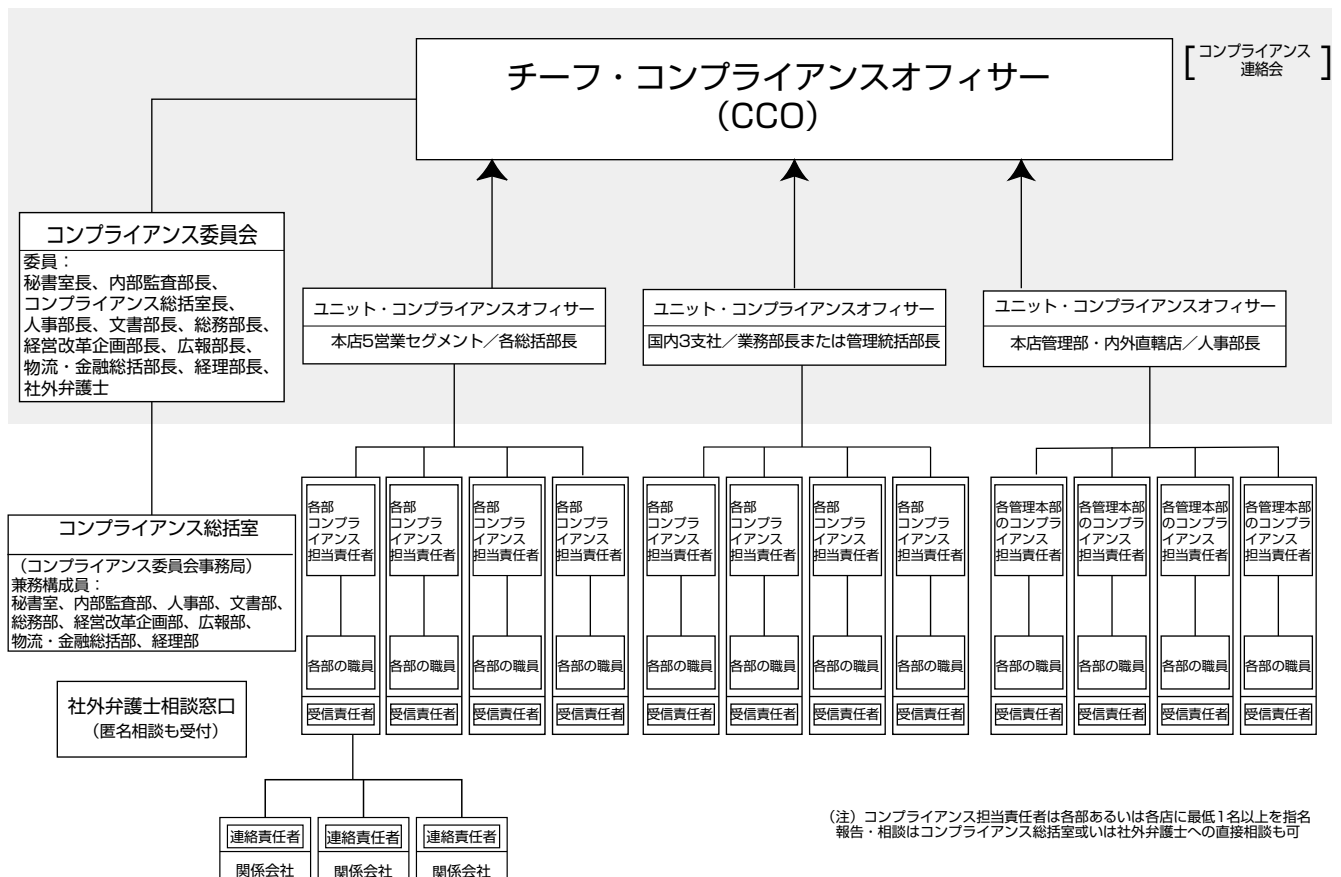 チーフ・コンプライアンスオフィサー
（CCO）
コンプライアンス
連絡会
コンプライアンス委員会
委員：
秘書室長、内部監査部長、
コンプライアンス総括室長、
人事部長、文書部長、総務部長、
経営改革企画部長、広報部長、
物流・金融総括部長、経理部長、
社外弁護士
ユニット・コンプライアンスオフィサー
本店5営業セグメント／各総括部長
ユニット・コンプライアンスオフィサー
国内3支社／業務部長または管理統括部長
ユニット・コンプライアンスオフィサー
本店管理部・内外直轄店／人事部長
コンプライアンス総括室
（コンプライアンス委員会事務局）
兼務構成員：
秘書室、内部監査部、人事部、文書部、
総務部、経営改革企画部、広報部、
物流・金融総括部、経理部
社外弁護士相談窓口
（匿名相談も受付）
各部
コンプラ
イアンス
担当責任者
各部
コンプラ
イアンス
担当責任者
各部
コンプラ
イアンス
担当責任者
各部
コンプラ
イアンス
担当責任者
各部
コンプラ
イアンス
担当責任者
各部
コンプラ
イアンス
担当責任者
各部
コンプラ
イアンス
担当責任者
各部
コンプラ
イアンス
担当責任者
各管理本部
のコンプラ
イアンス
担当責任者
各管理本部
のコンプラ
イアンス
担当責任者
各管理本部
のコンプラ
イアンス
担当責任者
各管理本部
のコンプラ
イアンス
担当責任者
各部の職員
各部の職員
各部の職員
各部の職員
各部の職員
各部の職員
各部の職員
各部の職員
各部の職員
各部の職員
各部の職員
各部の職員
受信責任者
受信責任者
受信責任者
受信責任者
受信責任者
受信責任者
受信責任者
受信責任者
受信責任者
受信責任者
受信責任者
受信責任者
連絡責任者
関係会社
連絡責任者
関係会社
連絡責任者
関係会社
（注）コンプライアンス担当責任者は各部あるいは各店に最低1名以上を指名
報告・相談はコンプライアンス総括室或いは社外弁護士への直接相談も可